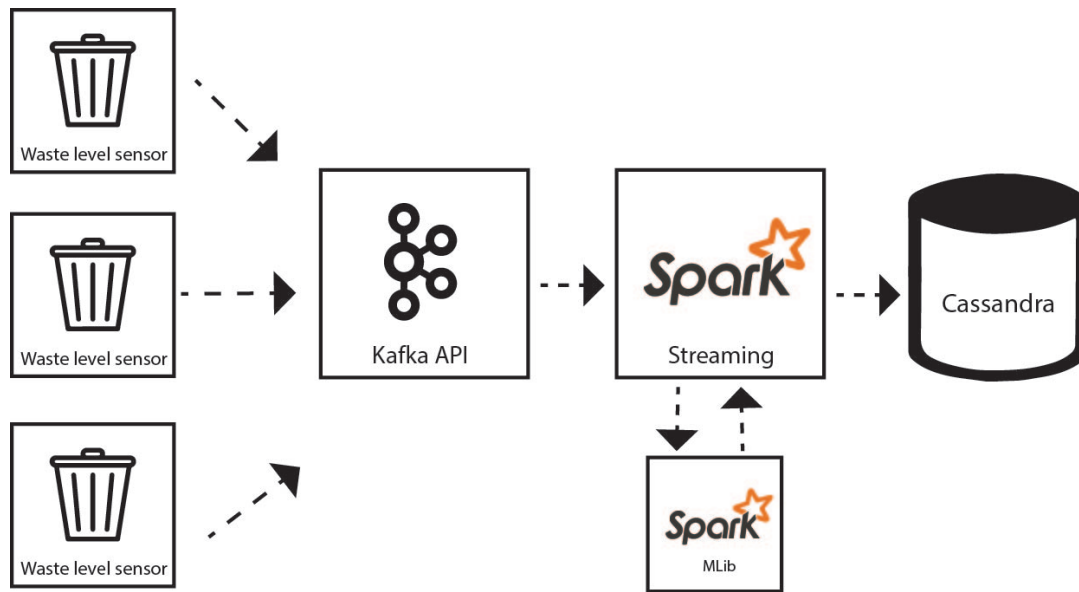 Waste level sensor
Waste level sensor
Waste level sensor
Kafka API
Spark
Streaming
Cassandra
Spark
MLib